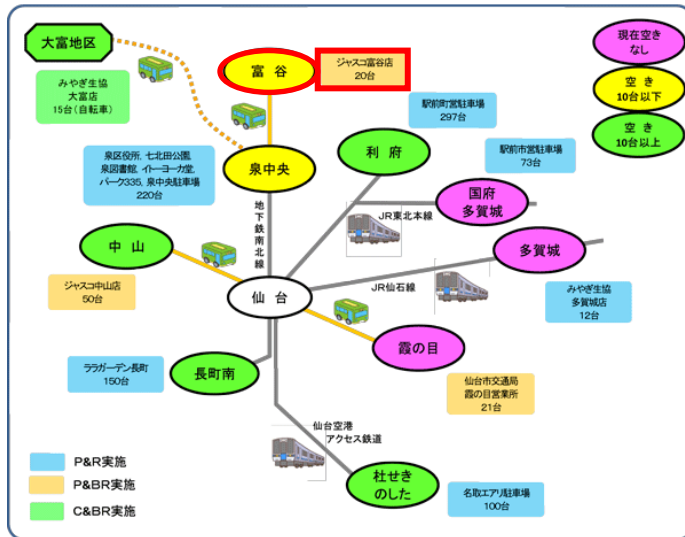 大富地区
みやぎ生協
大富店
15台(自転車)
富谷
ジャスコ富谷店
20台
現在空き
なし
空き
10台以下
空き
10台以上
駅前町営駐車場
297台
利府
駅前市営駐車場
73台
泉区役所、七北田公園、
泉図書館、イトーヨーカ堂、
パーク335、泉中央駐車場
220台
泉中央
地下鉄南北線
JR東北本線
国府
多賀城
中山
ジャスコ中山店
50台
仙台
JR仙石線
多賀城
みやぎ生協
多賀城店
12台
ララガーデン長町
150台
長町南
霞の目
仙台市交通局
霞の目営業所
21台
仙台空港
アクセス鉄道
杜せき
のした
名取エアリ駐車場
100台
P&R実施
P&BR実施
C&BR実施